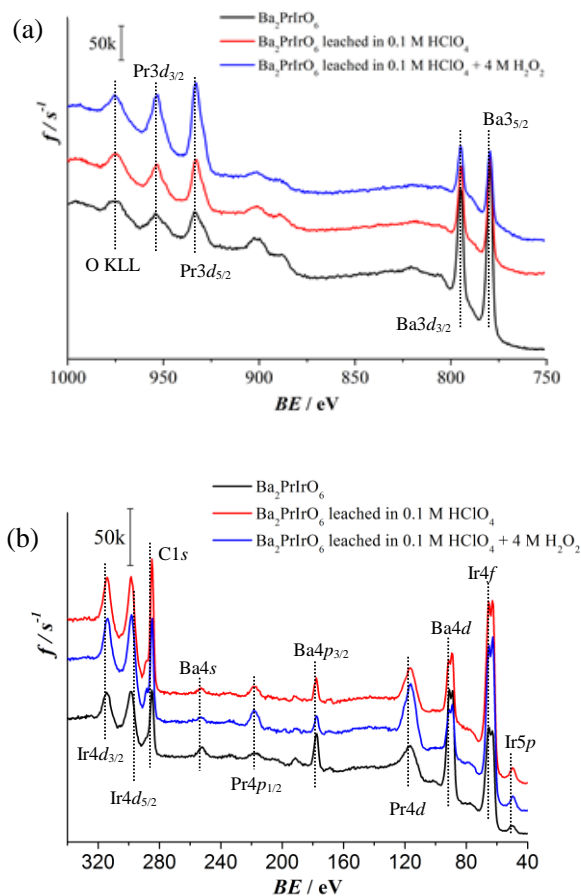 (a)
50k
Ba₂PrIrO₆
Ba₂PrIrO₆ leached in 0.1 M HClO₄
Ba₂PrIrO₆ leached in 0.1 M HClO₄ + 4 M H₂O₂
Pr3d₃/₂
Ba3₅/₂
f / s⁻¹
O KLL
Pr3d₅/₂
Ba3d₃/₂
1000 950 900 850 800 750
BE / eV
Ba₂PrIrO₆
Ba₂PrIrO₆ leached in 0.1 M HClO₄
Ba₂PrIrO₆ leached in 0.1 M HClO₄ + 4 M H₂O₂
(b)
50k
C1s
Ir4f
f / s⁻¹
Ba4s
Ba4p₃/₂
Ba4d
Ir4d₃/₂
Ir4d₅/₂
Pr4p₁/₂
Pr4d
Ir5p
320 280 240 200 160 120 80 40
BE / eV